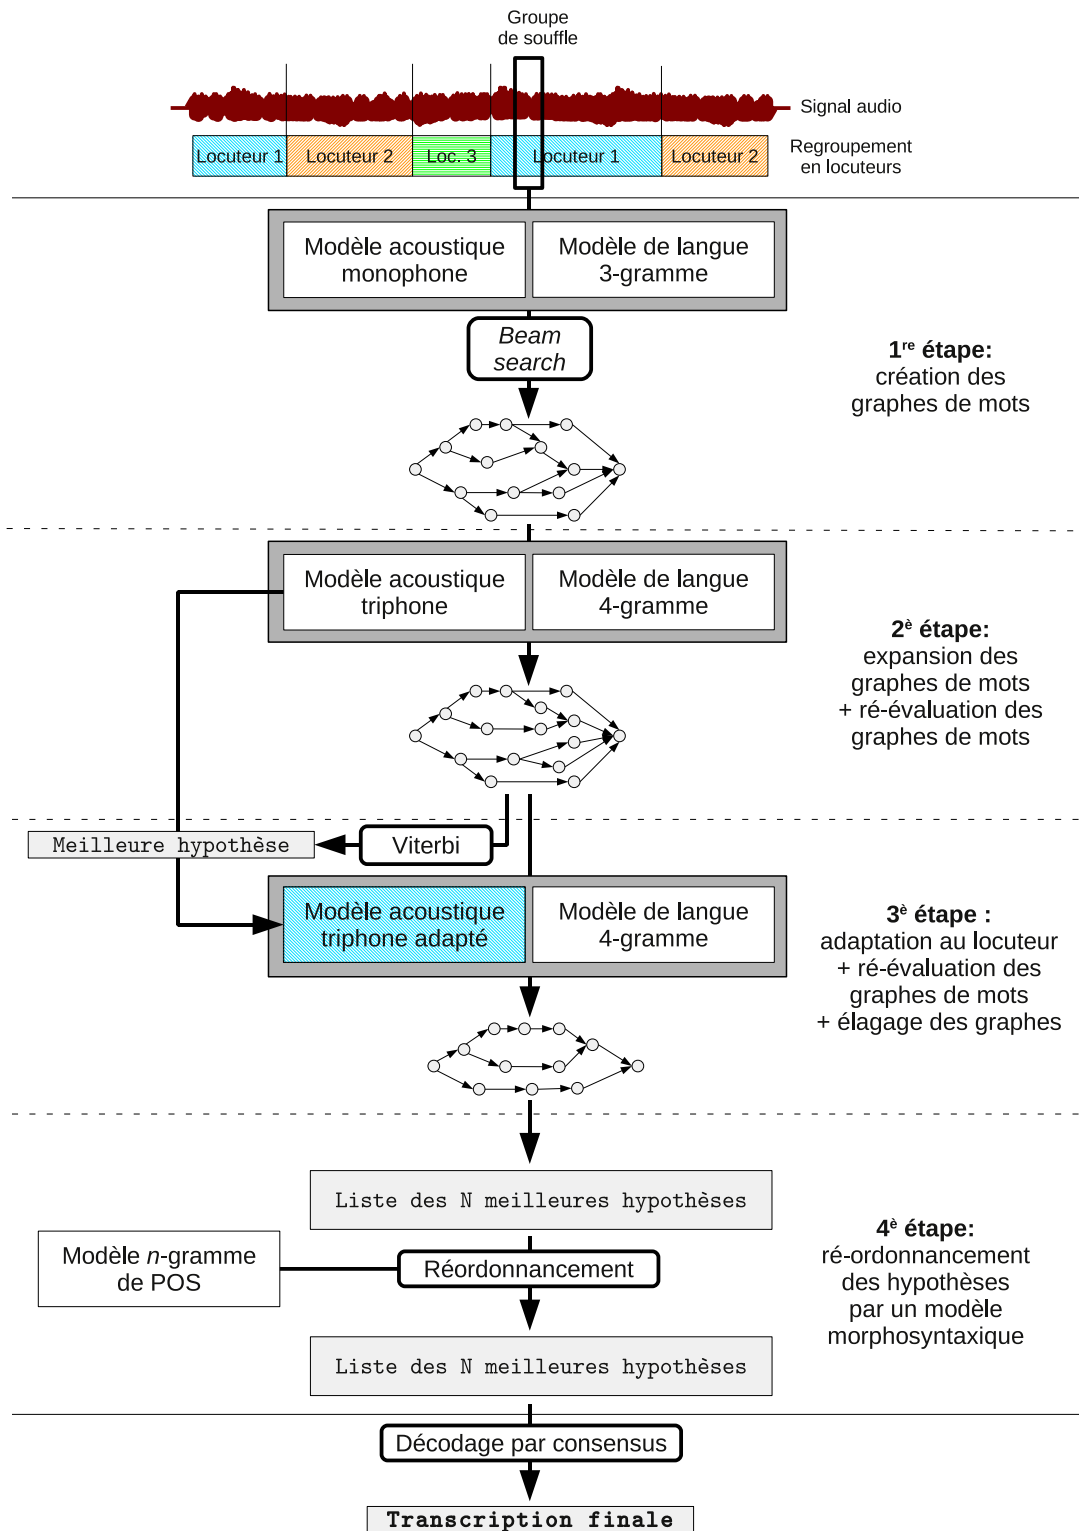 Groupe
de souffle
Signal audio
Locuteur 1
Locuteur 2
Loc. 3
Locuteur 1
Locuteur 2
Regroupement
en locuteurs
Modèle acoustique
monophone
Modèle de langue
3-gramme
Beam
search
1re étape:
création des
graphes de mots
Modèle acoustique
triphone
Modèle de langue
4-gramme
2è étape:
expansion des
graphes de mots
+ ré-évaluation des
graphes de mots
Meilleure hypothèse
Viterbi
Modèle acoustique
triphone adapté
Modèle de langue
4-gramme
3è étape :
adaptation au locuteur
+ ré-évaluation des
graphes de mots
+ élagage des graphes
Liste des N meilleures hypothèses
Modèle n-gramme
de POS
Réordonnancement
Liste des N meilleures hypothèses
4è étape:
ré-ordonnancement
des hypothèses
par un modèle
morphosyntaxique
Décodage par consensus
Transcription finale